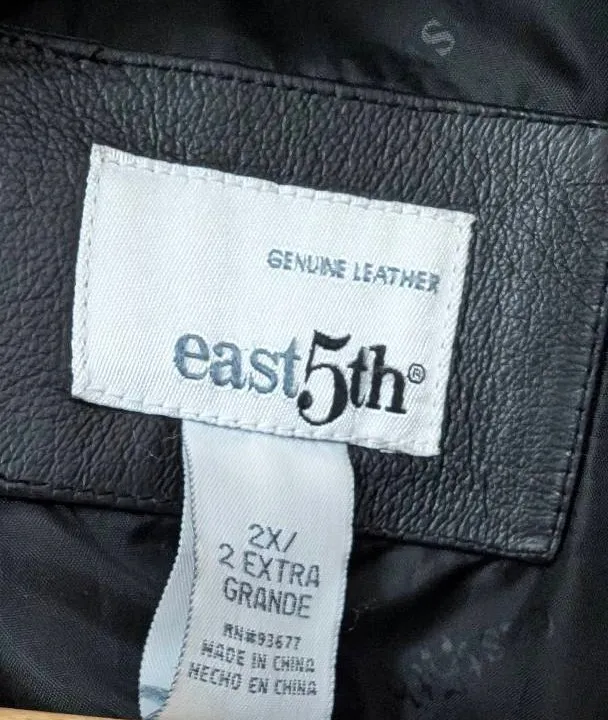 S
GENUINE LEATHER
east5th®
2X/
2 EXTRA
GRANDE
RN#93677
MADE IN CHINA
HECHO EN CHINA